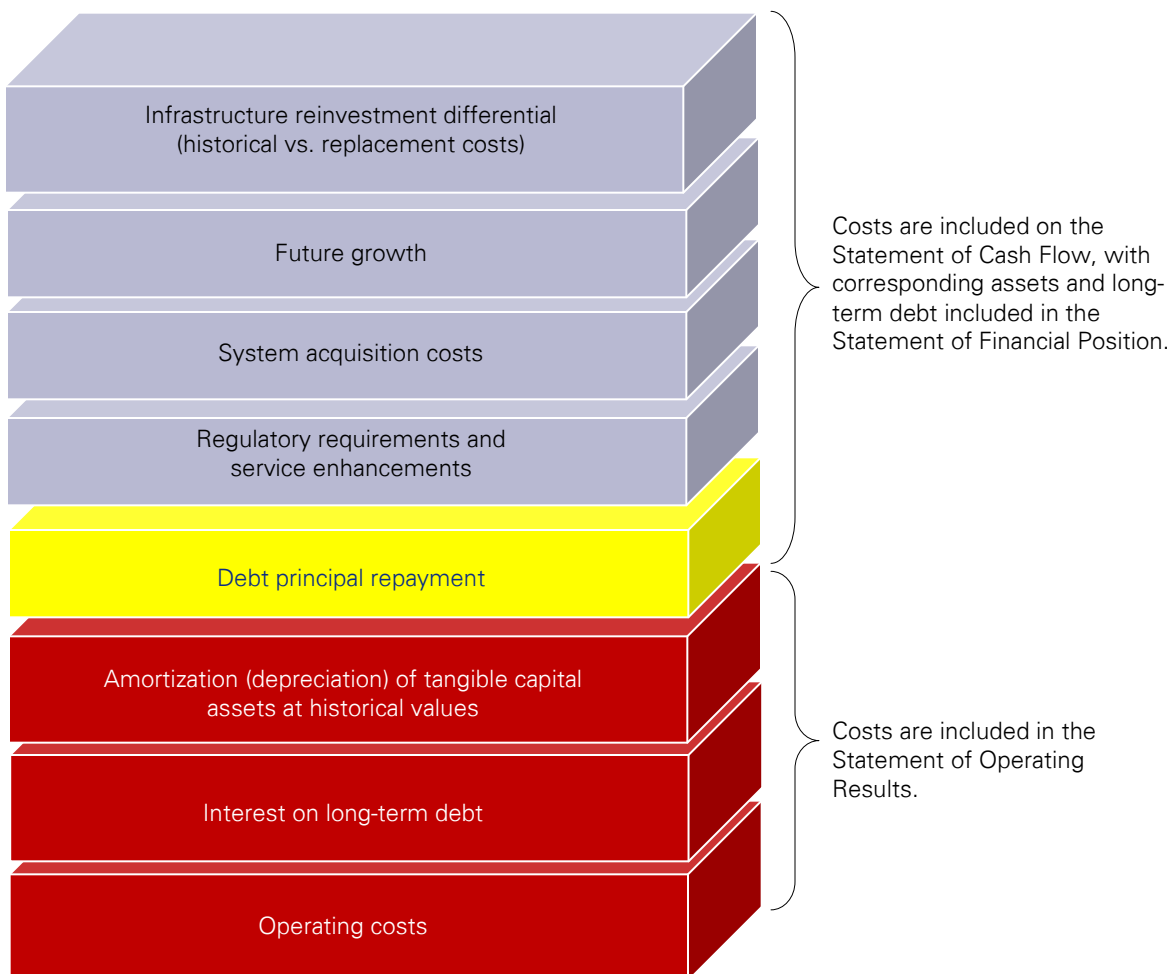 Infrastructure reinvestment differential
(historical vs. replacement costs)
Future growth
System acquisition costs
Regulatory requirements and
service enhancements
Debt principal repayment
Amortization (depreciation) of tangible capital
assets at historical values
Interest on long-term debt
Operating costs
Costs are included on the
Statement of Cash Flow, with
corresponding assets and long-
term debt included in the
Statement of Financial Position.
Costs are included in the
Statement of Operating
Results.